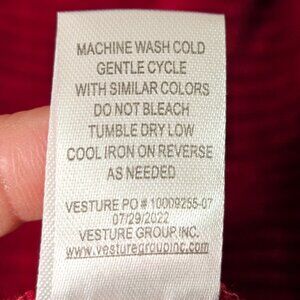 MACHINE WASH COLD
GENTLE CYCLE
WITH SIMILAR COLORS
DO NOT BLEACH
TUMBLE DRY LOW
COOL IRON ON REVERSE
AS NEEDED
VESTURE PO # 10009255-07
07/29/2022
VESTURE GROUP INC.
www.vesturegroupinc.com